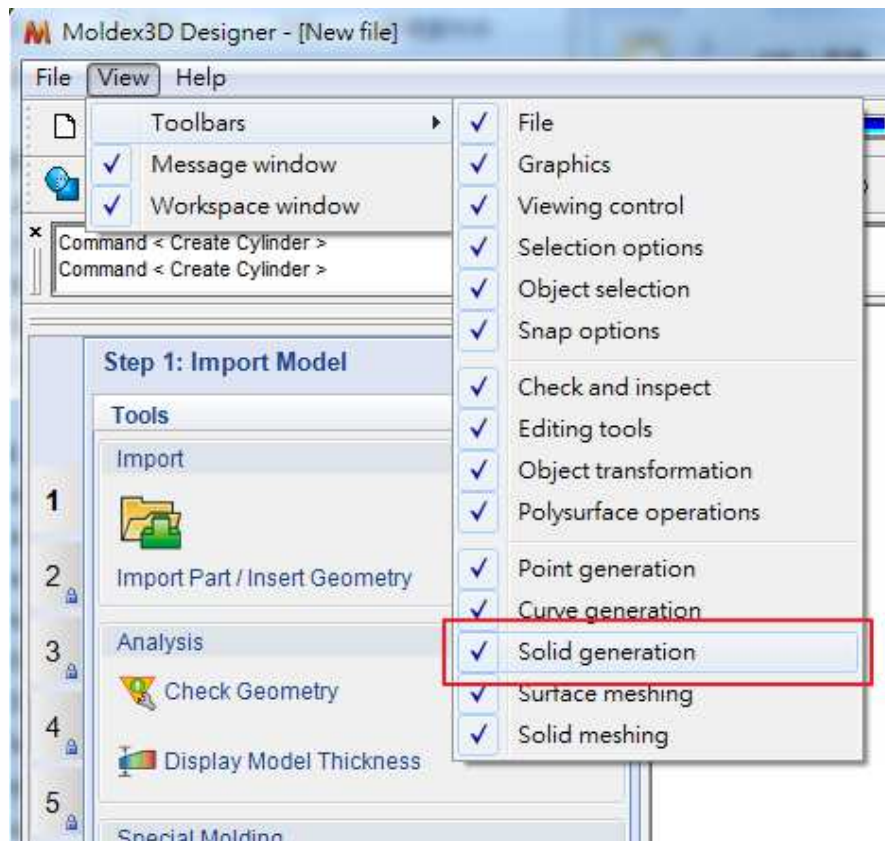 Moldex3D Designer - [New file]
File View Help
Toolbars
Message window
Workspace window
File
Graphics
Viewing control
Selection options
Object selection
Snap options
Check and inspect
Editing tools
Object transformation
Polysurface operations
Point generation
Curve generation
Solid generation
Surface meshing
Solid meshing
Command < Create Cylinder >
Command < Create Cylinder >
Step 1: Import Model
Tools
Import
1
Import Part / Insert Geometry
2
Analysis
3
Check Geometry
4
Display Model Thickness
5
Special Molding